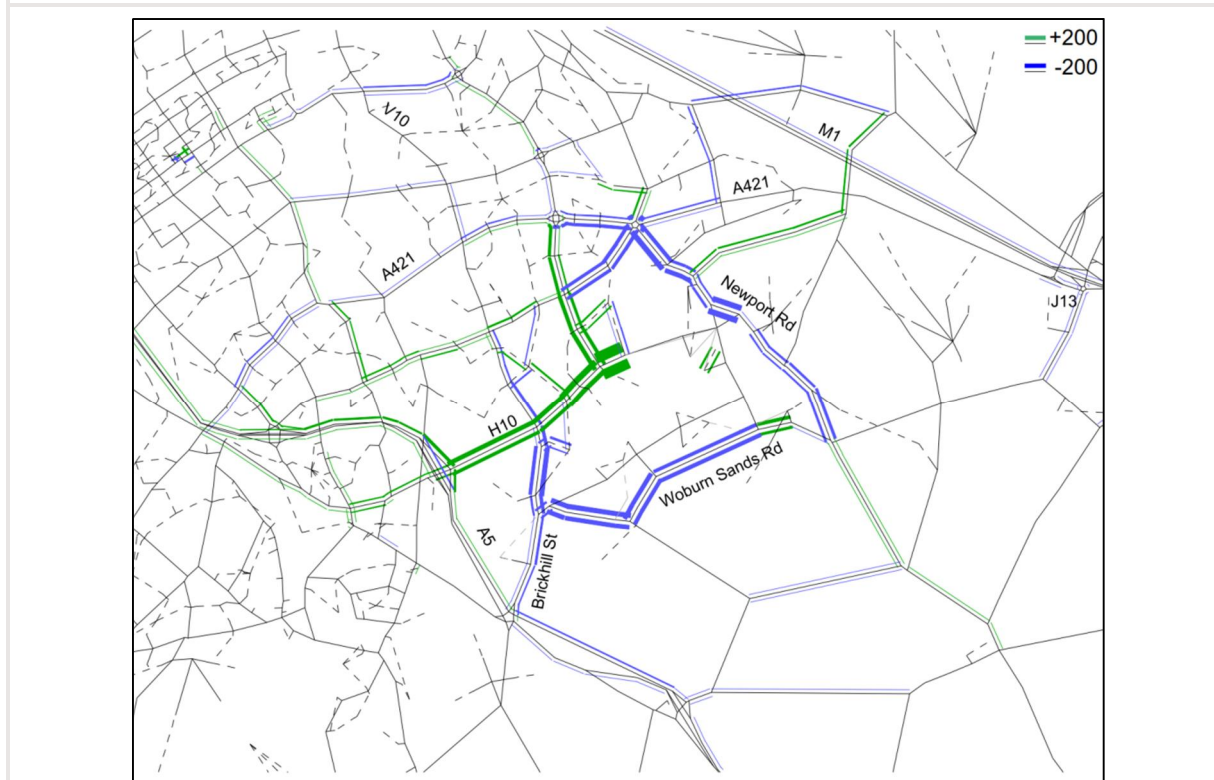 +200
-200
V10
M1
A421
A421
Newport Rd
J13
H10
Woburn Sands Rd
A5
Brickhill St